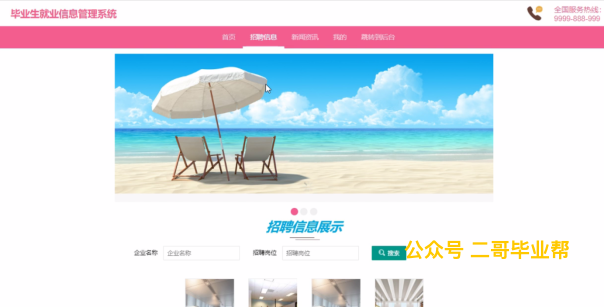 毕业生就业信息管理系统
全国服务热线:
9999-888-999
首页 招聘信息 新闻资讯 我的 跳转到后台
招聘信息展示
企业名称 企业名称 招聘岗位 招聘岗位 搜索
公众号 二哥毕业帮